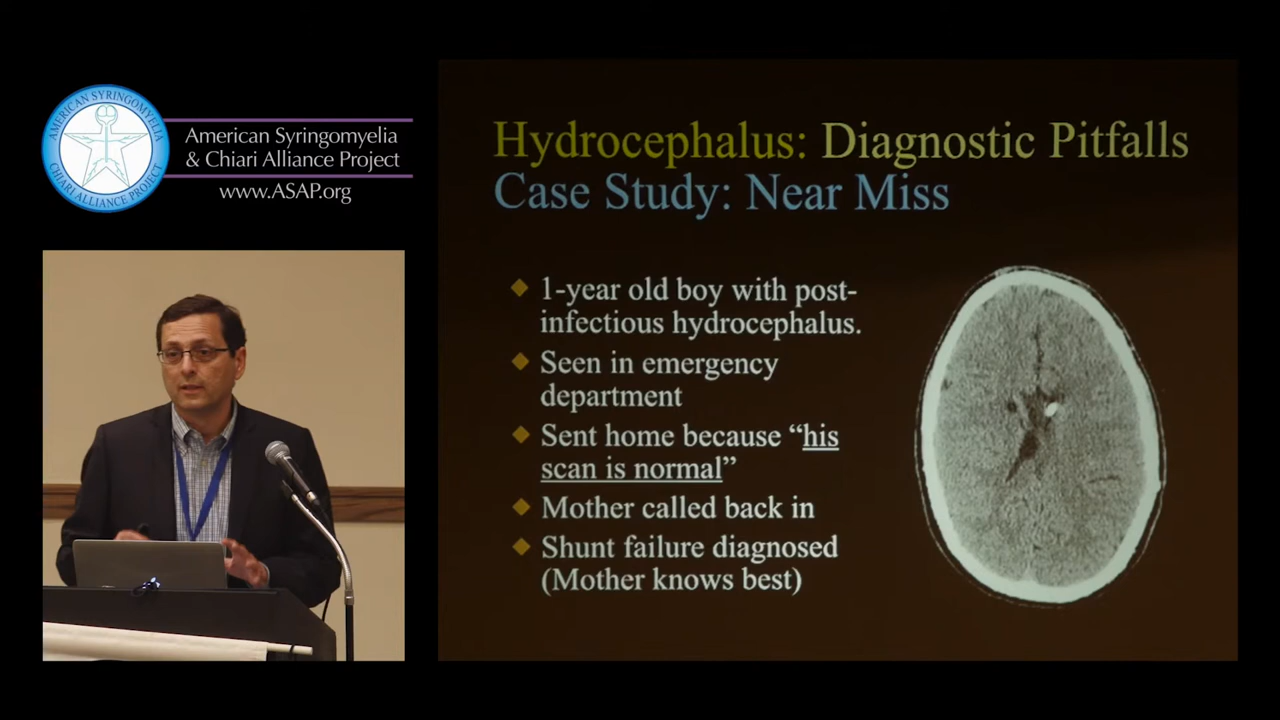 AMERICAN SYRINGOMYELIA
CHIARI ALLIANCE PROJECT
American Syringomyelia
& Chiari Alliance Project
www.ASAP.org
Hydrocephalus: Diagnostic Pitfalls
Case Study: Near Miss
1-year old boy with post-
infectious hydrocephalus.
Seen in emergency
department
Sent home because “his
scan is normal”
Mother called back in
Shunt failure diagnosed
(Mother knows best)